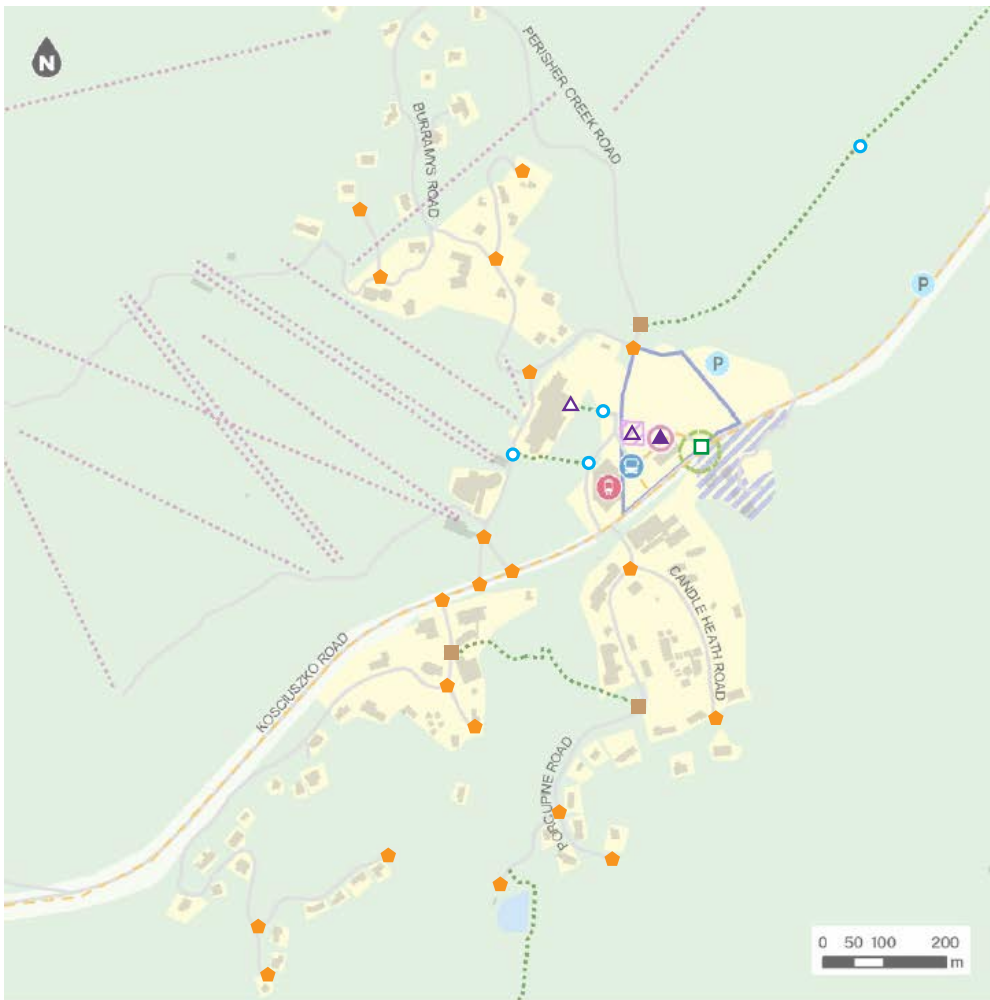 N
PERISHER CREEK ROAD
BURRAMYS ROAD
P
P
CANDLE HEATH ROAD
KOSCIUSZKO ROAD
PORCUPINE ROAD
0 50 100 200
m